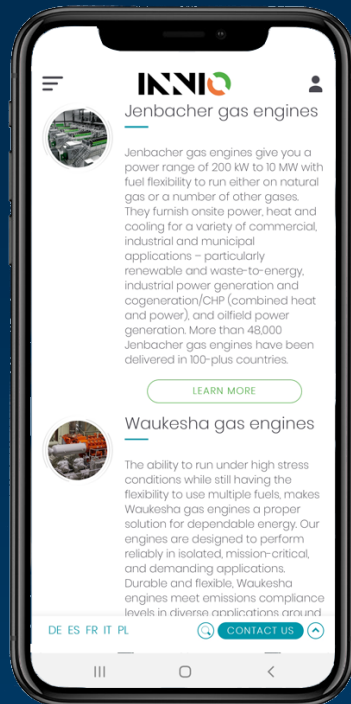 INNIO
Jenbacher gas engines
Jenbacher gas engines give you a
power range of 200 kW to 10 MW with
fuel flexibility to run either on natural
gas or a number of other gases.
They furnish onsite power, heat and
cooling for a variety of commercial,
industrial and municipal
applications – particularly
renewable and waste-to-energy,
industrial power generation and
cogeneration/CHP (combined heat
and power), and oilfield power
generation. More than 48,000
Jenbacher gas engines have been
delivered in 100-plus countries.
LEARN MORE
Waukesha gas engines
The ability to run under high stress
conditions while still having the
flexibility to use multiple fuels, makes
Waukesha gas engines a proper
solution for dependable energy. Our
engines are designed to perform
reliably in isolated, mission-critical,
and demanding applications.
Durable and flexible, Waukesha
engines meet emissions compliance
levels in diverse applications around
DE ES FR IT PL
CONTACT US